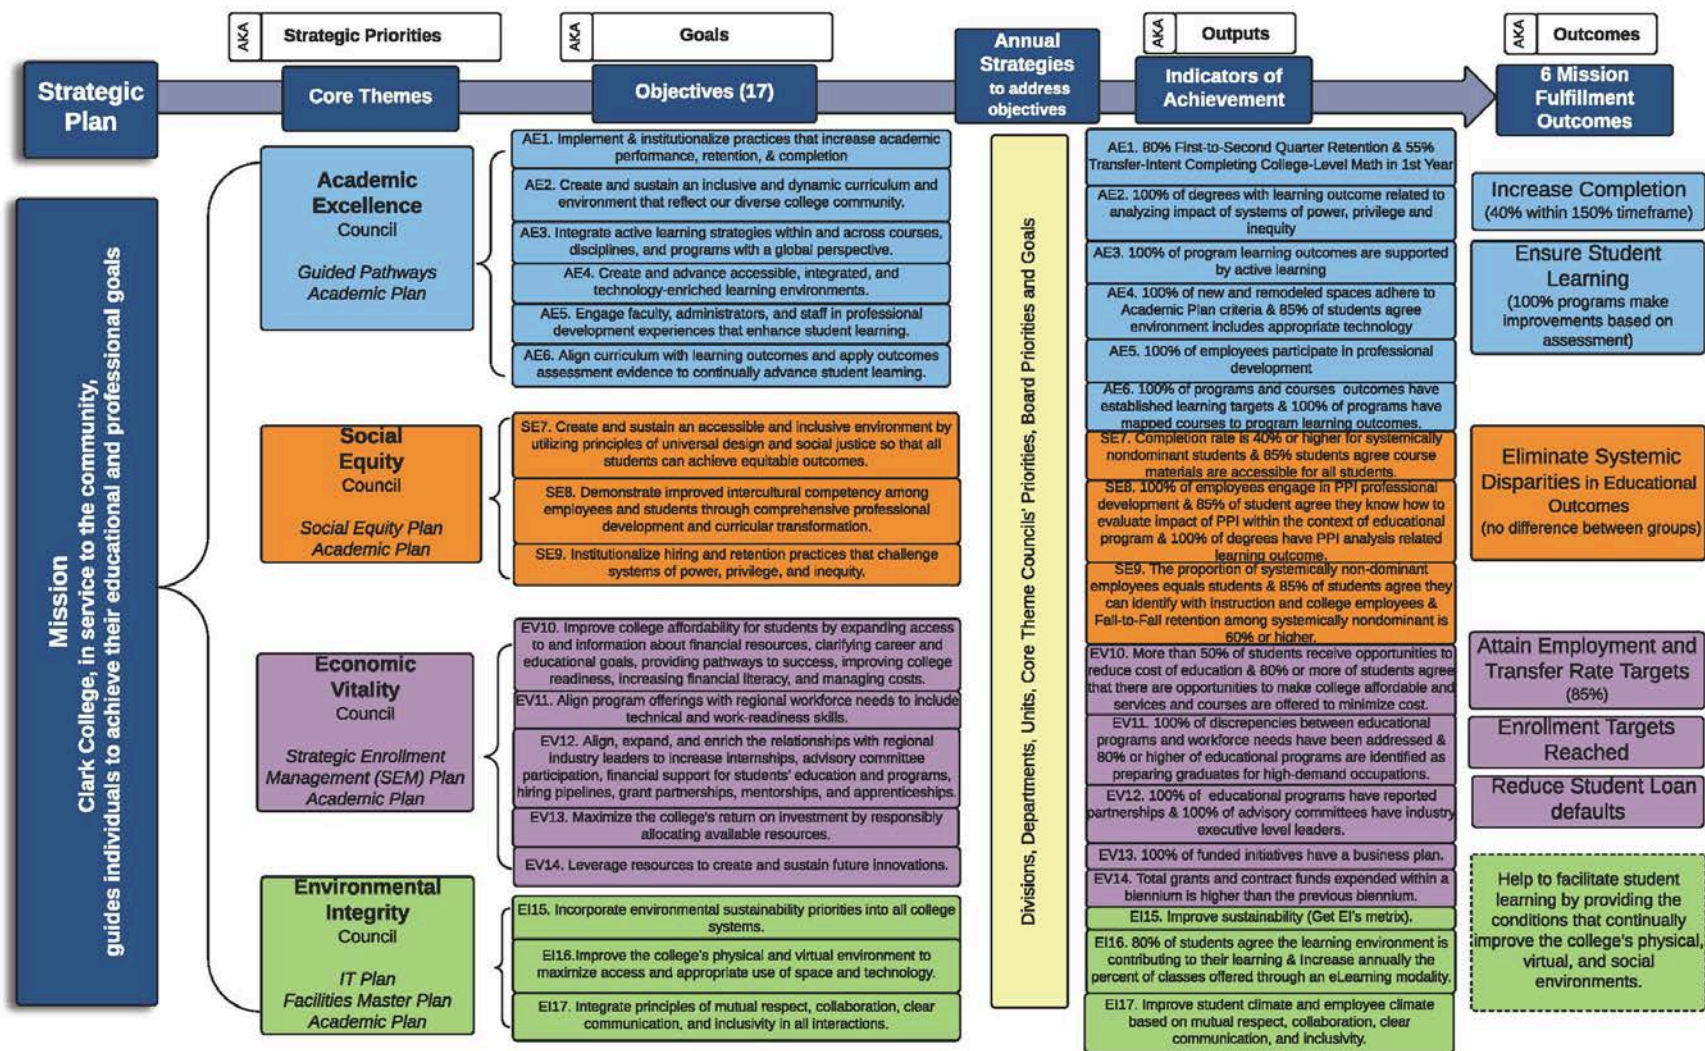 AKA
Strategic Priorities
AKA
Goals
AKA
Outputs
AKA
Outcomes
Strategic
Plan
Core Themes
Objectives (17)
Annual
Strategies
to address
objectives
Indicators of
Achievement
6 Mission
Fulfillment
Outcomes
Mission
Clark College, in service to the community,
guides individuals to achieve their educational and professional goals
Academic
Excellence
Council
Guided Pathways
Academic Plan
AE1. Implement & institutionalize practices that increase academic
performance, retention, & completion
AE2. Create and sustain an inclusive and dynamic curriculum and
environment that reflect our diverse college community.
AE3. Integrate active learning strategies within and across courses,
disciplines, and programs with a global perspective.
AE4. Create and advance accessible, integrated, and
technology-enriched learning environments.
AE5. Engage faculty, administrators, and staff in professional
development experiences that enhance student learning.
AE6. Align curriculum with learning outcomes and apply outcomes
assessment evidence to continually advance student learning.
Social
Equity
Council
Social Equity Plan
Academic Plan
SE7. Create and sustain an accessible and inclusive environment by
utilizing principles of universal design and social justice so that all
students can achieve equitable outcomes.
SE8. Demonstrate improved intercultural competency among
employees and students through comprehensive professional
development and curricular transformation.
SE9. Institutionalize hiring and retention practices that challenge
systems of power, privilege, and inequity.
Economic
Vitality
Council
Strategic Enrollment
Management (SEM) Plan
Academic Plan
EV10. Improve college affordability for students by expanding access
to and information about financial resources, clarifying career and
educational goals, providing pathways to success, improving college
readiness, increasing financial literacy, and managing costs.
EV11. Align program offerings with regional workforce needs to include
technical and work-readiness skills.
EV12. Align, expand, and enrich the relationships with regional
industry leaders to increase internships, advisory committee
participation, financial support for students' education and programs,
hiring pipelines, grant partnerships, mentorships, and apprenticeships.
EV13. Maximize the college's return on investment by responsibly
allocating available resources.
EV14. Leverage resources to create and sustain future innovations.
Environmental
Integrity
Council
IT Plan
Facilities Master Plan
Academic Plan
EI15. Incorporate environmental sustainability priorities into all college
systems.
EI16.Improve the college's physical and virtual environment to
maximize access and appropriate use of space and technology.
EI17. Integrate principles of mutual respect, collaboration, clear
communication, and inclusivity in all interactions.
Divisions, Departments, Units, Core Theme Councils' Priorities, Board Priorities and Goals
AE1. 80% First-to-Second Quarter Retention & 55%
Transfer-Intent Completing College-Level Math in 1st Year
AE2. 100% of degrees with learning outcome related to
analyzing impact of systems of power, privilege and
inequity
AE3. 100% of program learning outcomes are supported
by active learning
AE4. 100% of new and remodeled spaces adhere to
Academic Plan criteria & 85% of students agree
environment includes appropriate technology
AE5. 100% of employees participate in professional
development
AE6. 100% of programs and courses outcomes have
established learning targets & 100% of programs have
mapped courses to program learning outcomes.
SE7. Completion rate is 40% or higher for systemically
nondominant students & 85% students agree course
materials are accessible for all students.
SE8. 100% of employees engage in PPI professional
development & 85% of student agree they know how to
evaluate impact of PPI within the context of educational
program & 100% of degrees have PPI analysis related
learning outcome.
SE9. The proportion of systemically non-dominant
employees equals students & 85% of students agree they
can identify with instruction and college employees &
Fall-to-Fall retention among systemically nondominant is
60% or higher.
EV10. More than 50% of students receive opportunities to
reduce cost of education & 80% or more of students agree
that there are opportunities to make college affordable and
services and courses are offered to minimize cost.
EV11. 100% of discrepencies between educational
programs and workforce needs have been addressed &
80% or higher of educational programs are identified as
preparing graduates for high-demand occupations.
EV12. 100% of educational programs have reported
partnerships & 100% of advisory committees have industry
executive level leaders.
EV13. 100% of funded initiatives have a business plan.
EV14. Total grants and contract funds expended within a
biennium is higher than the previous biennium.
EI15. Improve sustainability (Get EI's metrix).
EI16. 80% of students agree the learning environment is
contributing to their learning & Increase annually the
percent of classes offered through an eLearning modality.
EI17. Improve student climate and employee climate
based on mutual respect, collaboration, clear
communication, and inclusivity.
Increase Completion
(40% within 150% timeframe)
Ensure Student
Learning
(100% programs make
improvements based on
assessment)
Eliminate Systemic
Disparities in Educational
Outcomes
(no difference between groups)
Attain Employment and
Transfer Rate Targets
(85%)
Enrollment Targets
Reached
Reduce Student Loan
defaults
Help to facilitate student
learning by providing the
conditions that continually
improve the college's physical,
virtual, and social
environments.